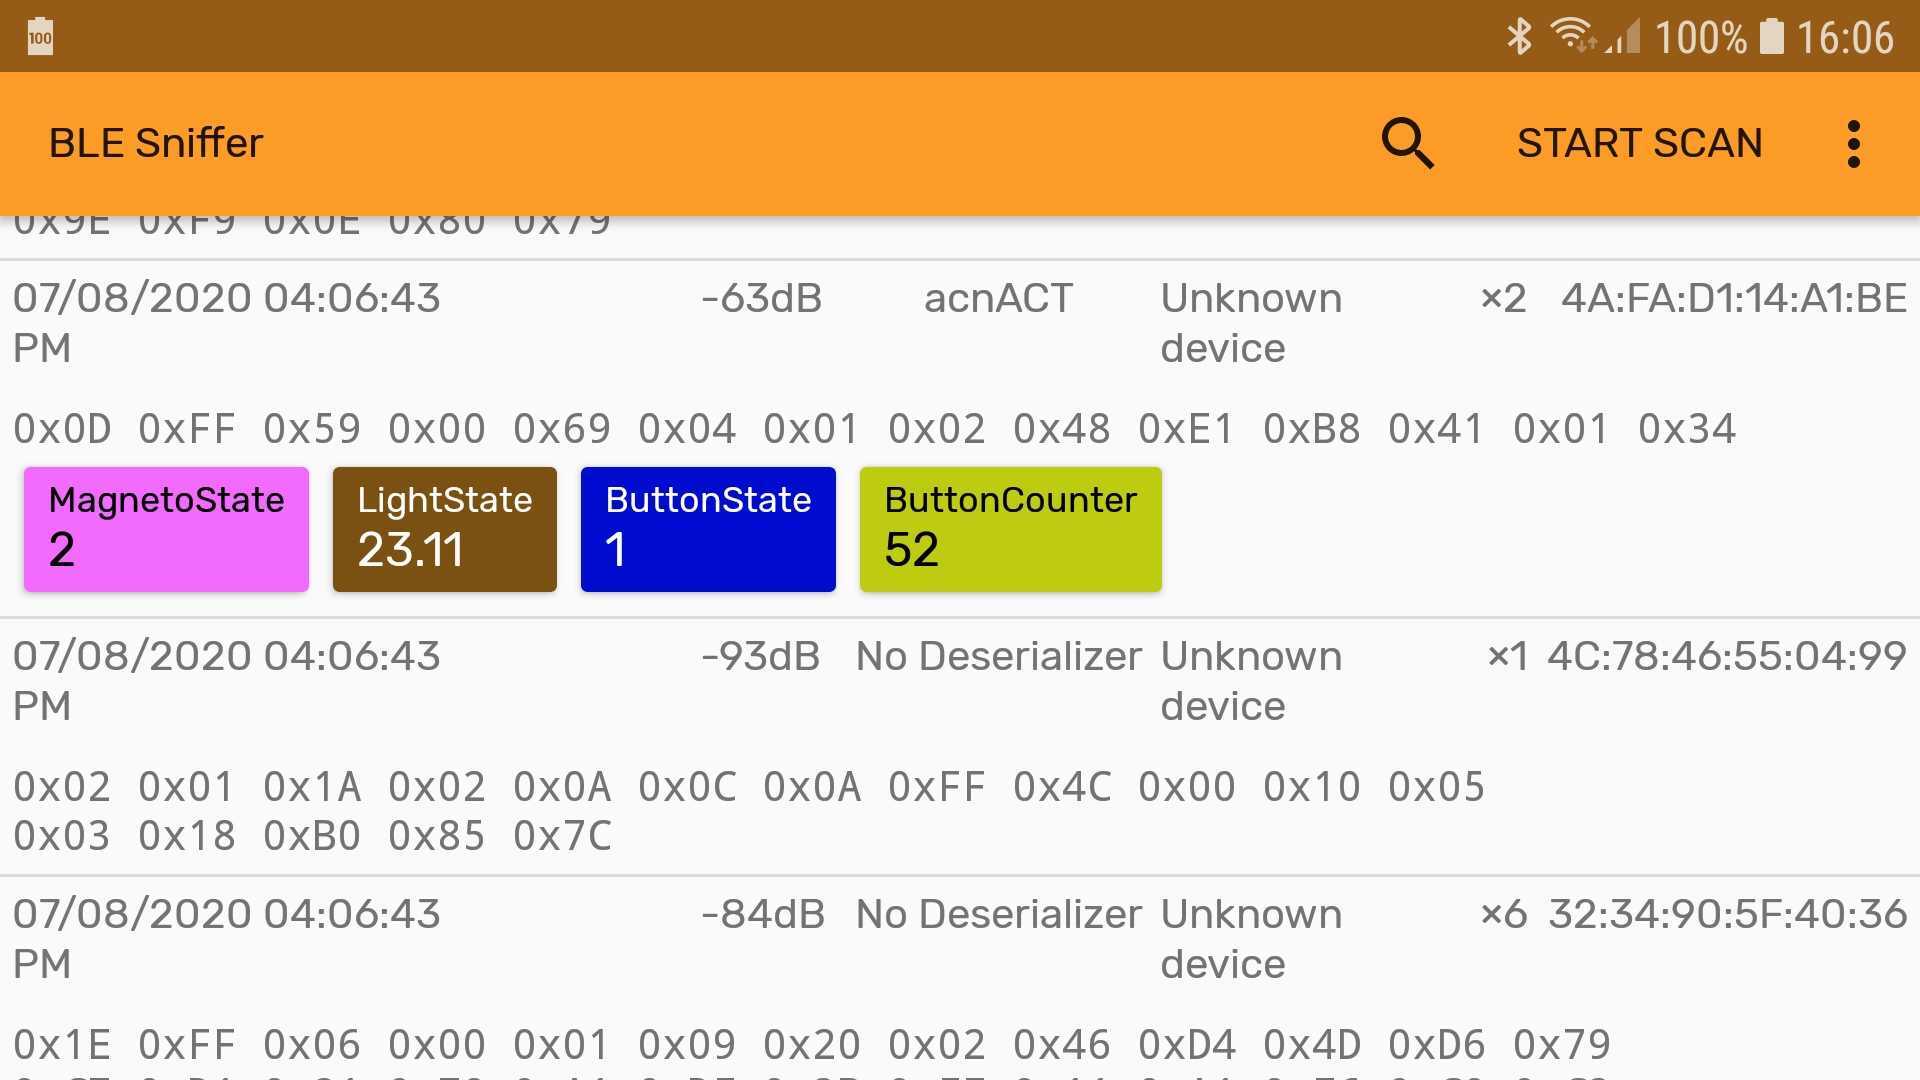 100 100% 16:06
BLE Sniffer START SCAN
0x9E 0xF9 0x0E 0x80 0x79
07/08/2020 04:06:43 -63dB acnACT Unknown ×2 4A:FA:D1:14:A1:BE
PM device
0x0D 0xFF 0x59 0x00 0x69 0x04 0x01 0x02 0x48 0xE1 0xB8 0x41 0x01 0x34
MagnetoState LightState ButtonState ButtonCounter
2 23.11 1 52
07/08/2020 04:06:43 -93dB No Deserializer Unknown ×1 4C:78:46:55:04:99
PM device
0x02 0x01 0x1A 0x02 0x0A 0x0C 0x0A 0xFF 0x4C 0x00 0x10 0x05
0x03 0x18 0xB0 0x85 0x7C
07/08/2020 04:06:43 -84dB No Deserializer Unknown ×6 32:34:90:5F:40:36
PM device
0x1E 0xFF 0x06 0x00 0x01 0x09 0x20 0x02 0x46 0xD4 0x4D 0xD6 0x79